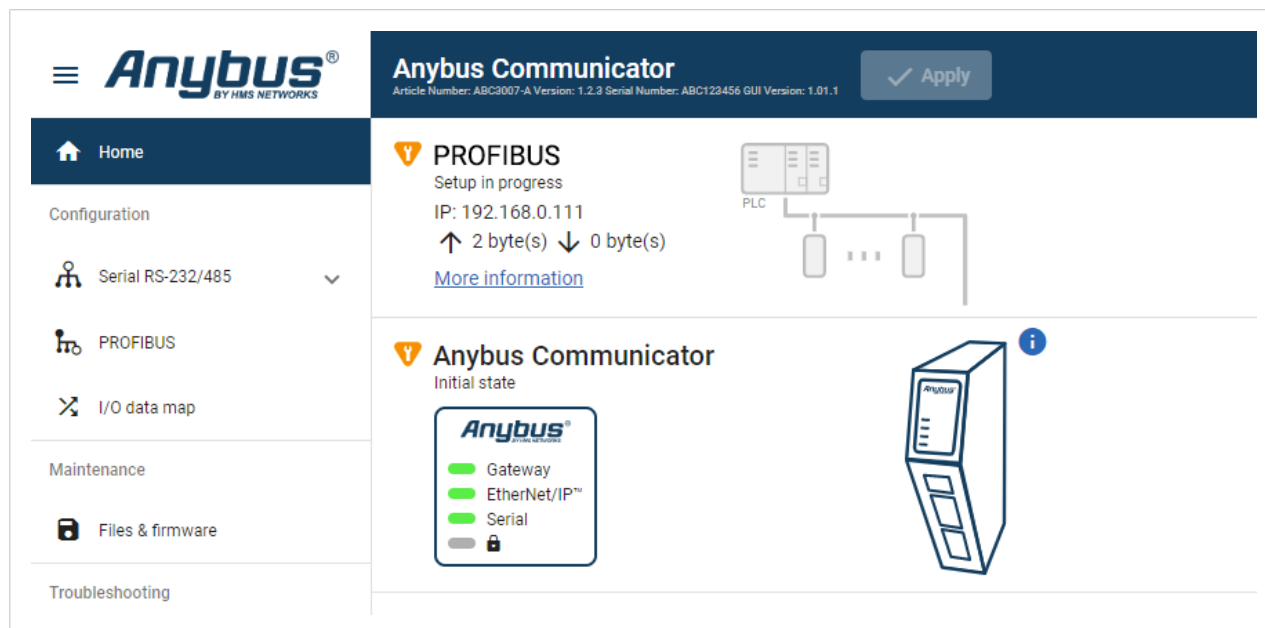 Anybus®
BY HMS NETWORKS
Anybus Communicator
Article Number: ABC3007-A Version: 1.2.3 Serial Number: ABC123456 GUI Version: 1.01.1
Apply
Home
Configuration
Serial RS-232/485
PROFIBUS
I/O data map
Maintenance
Files & firmware
Troubleshooting
PROFIBUS
Setup in progress
IP: 192.168.0.111
2 byte(s) 0 byte(s)
More information
PLC
Anybus Communicator
Initial state
Anybus®
BY HMS NETWORKS
Gateway
EtherNet/IP™
Serial
Anybus
i